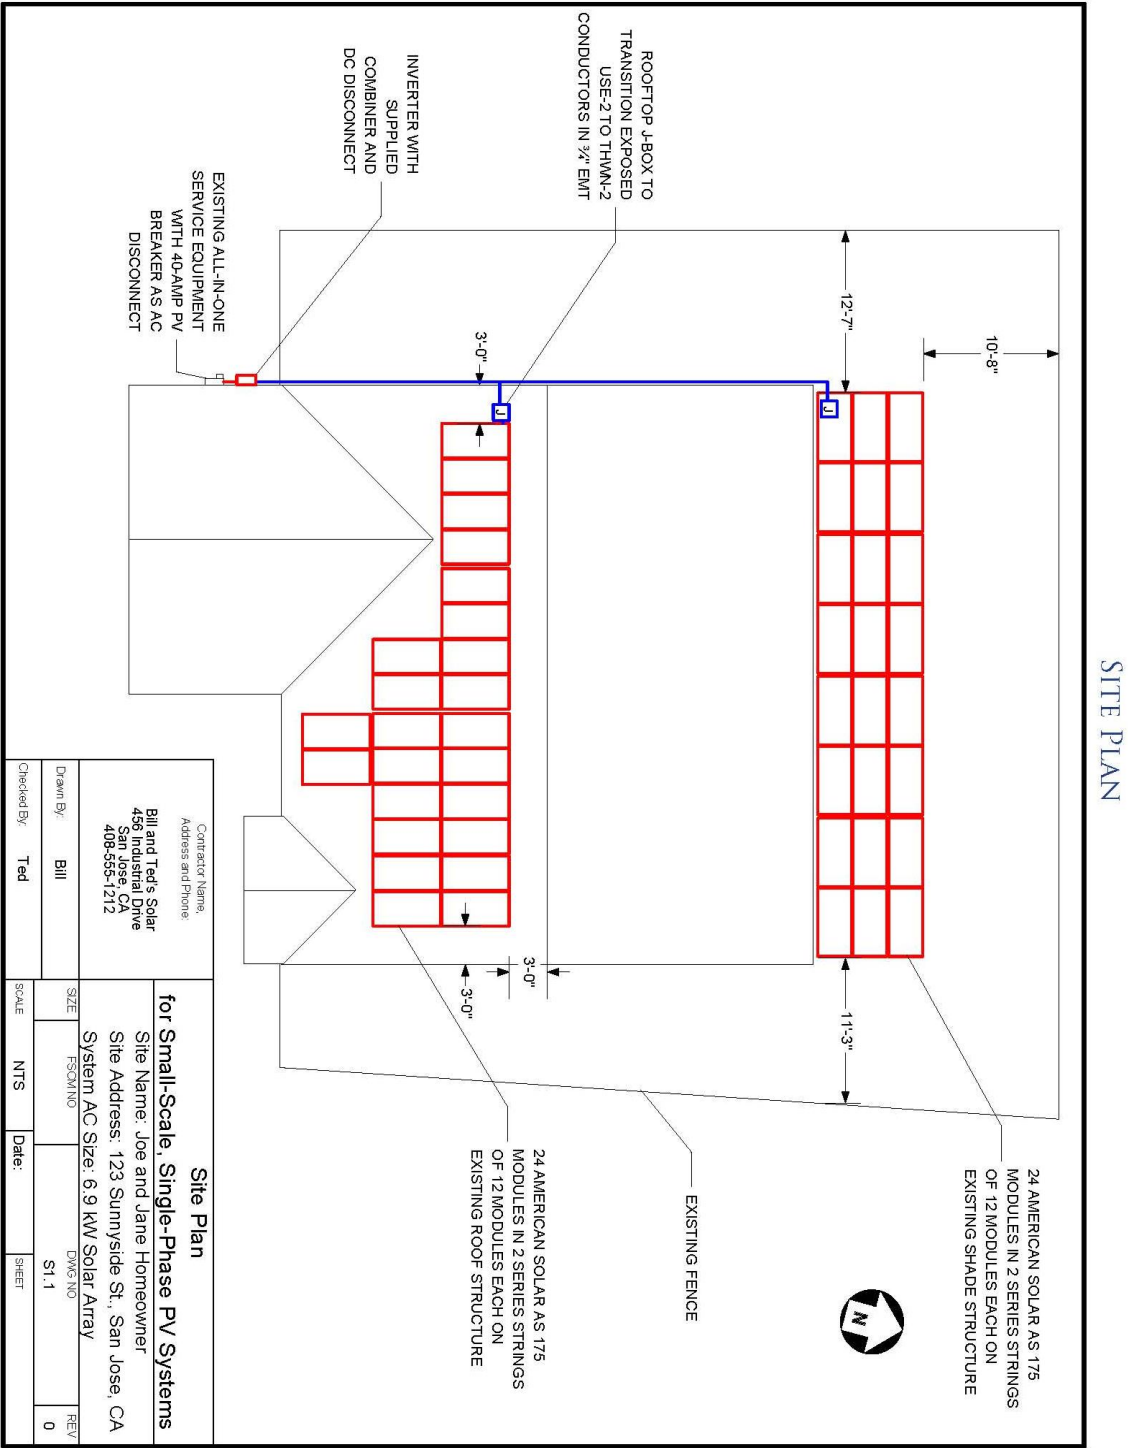 SITE PLAN
10'-8"
12'-7"
11'-3"
24 AMERICAN SOLAR AS 175
MODULES IN 2 SERIES STRINGS
OF 12 MODULES EACH ON
EXISTING SHADE STRUCTURE
N
J
ROOFTOP J-BOX TO
TRANSITION EXPOSED
USE-2 TO THWN-2
CONDUCTORS IN ¾" EMT
EXISTING FENCE
3'-0"
J
3'-0"
3'-0"
24 AMERICAN SOLAR AS 175
MODULES IN 2 SERIES STRINGS
OF 12 MODULES EACH ON
EXISTING ROOF STRUCTURE
INVERTER WITH
SUPPLIED
COMBINER AND
DC DISCONNECT
EXISTING ALL-IN-ONE
SERVICE EQUIPMENT
WITH 40-AMP PV
BREAKER AS AC
DISCONNECT
Contractor Name,
Address and Phone:
Bill and Ted's Solar
456 Industrial Drive
San Jose, CA
408-555-1212
Drawn By: Bill
Checked By: Ted
Site Plan
for Small-Scale, Single-Phase PV Systems
Site Name: Joe and Jane Homeowner
Site Address: 123 Sunnyside St., San Jose, CA
System AC Size: 6.9 kW Solar Array
SIZE
FSCM NO
DWG NO
S1.1
REV
0
SCALE
NTS
Date:
SHEET